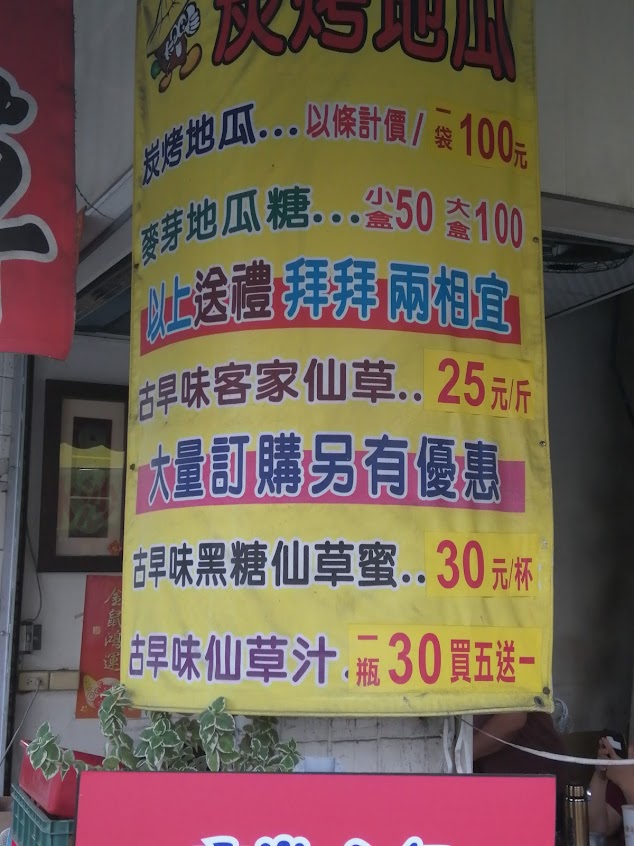 炭烤地瓜
炭烤地瓜...以條計價/一袋100元
麥芽地瓜糖...小盒50 大盒100
以上送禮 拜拜 兩相宜
古早味客家仙草..25元/斤
大量訂購另有優惠
古早味黑糖仙草蜜..30元/杯
古早味仙草汁.一瓶30買五送一
金鼠鴻運